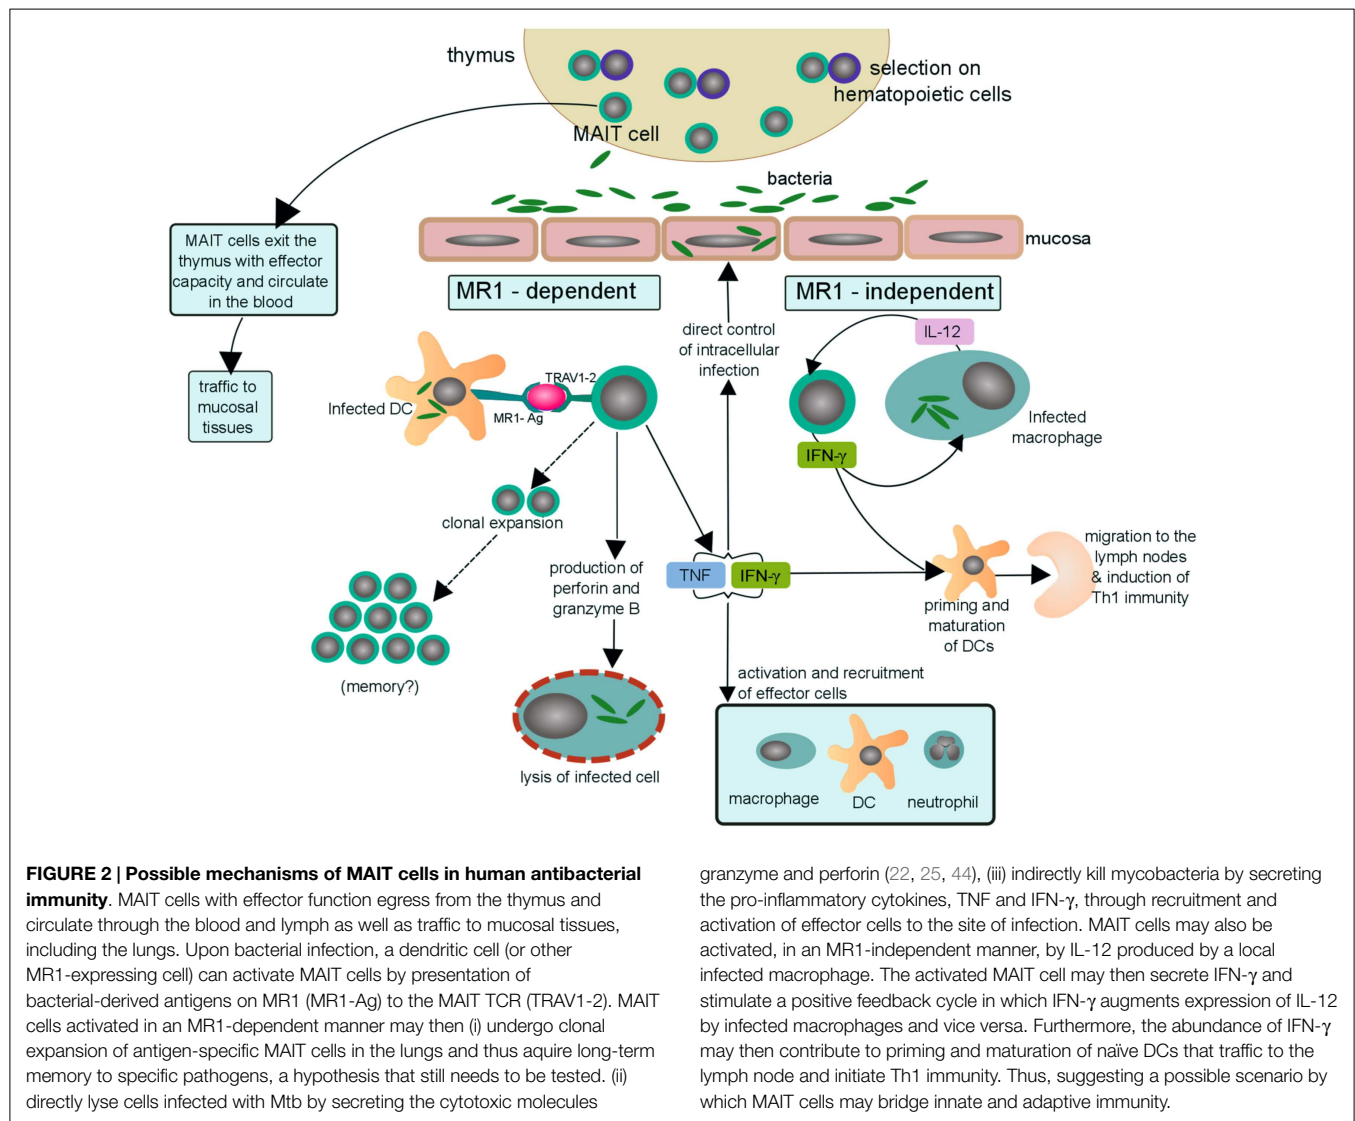 thymus
selection on
hematopoietic cells
MAIT cell
bacteria
mucosa
MAIT cells exit the
thymus with effector
capacity and circulate
in the blood
traffic to
mucosal
tissues
MR1 - dependent
MR1 - independent
direct control
of intracellular
infection
IL-12
TRAV1-2
Infected DC
MR1- Ag
Infected
macrophage
IFN-γ
clonal expansion
production of
perforin and
granzyme B
TNF
IFN-γ
migration to the
lymph nodes
& induction of
Th1 immunity
priming and
maturation
of DCs
(memory?)
activation and recruitment
of effector cells
lysis of infected cell
macrophage
DC
neutrophil
FIGURE 2 | Possible mechanisms of MAIT cells in human antibacterial
immunity. MAIT cells with effector function egress from the thymus and
circulate through the blood and lymph as well as traffic to mucosal tissues,
including the lungs. Upon bacterial infection, a dendritic cell (or other
MR1-expressing cell) can activate MAIT cells by presentation of
bacterial-derived antigens on MR1 (MR1-Ag) to the MAIT TCR (TRAV1-2). MAIT
cells activated in an MR1-dependent manner may then (i) undergo clonal
expansion of antigen-specific MAIT cells in the lungs and thus aquire long-term
memory to specific pathogens, a hypothesis that still needs to be tested. (ii)
directly lyse cells infected with Mtb by secreting the cytotoxic molecules
granzyme and perforin (22, 25, 44), (iii) indirectly kill mycobacteria by secreting
the pro-inflammatory cytokines, TNF and IFN-γ, through recruitment and
activation of effector cells to the site of infection. MAIT cells may also be
activated, in an MR1-independent manner, by IL-12 produced by a local
infected macrophage. The activated MAIT cell may then secrete IFN-γ and
stimulate a positive feedback cycle in which IFN-γ augments expression of IL-12
by infected macrophages and vice versa. Furthermore, the abundance of IFN-γ
may then contribute to priming and maturation of naïve DCs that traffic to the
lymph node and initiate Th1 immunity. Thus, suggesting a possible scenario by
which MAIT cells may bridge innate and adaptive immunity.